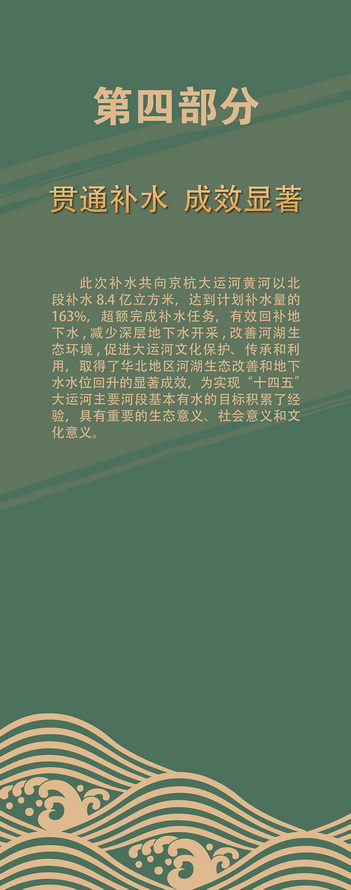 第四部分
贯通补水 成效显著
此次补水共向京杭大运河黄河以北
段补水8.4亿立方米，达到计划补水量的
163%，超额完成补水任务，有效回补地
下水，减少深层地下水开采，改善河湖生
态环境，促进大运河文化保护、传承和利
用，取得了华北地区河湖生态改善和地下
水水位回升的显著成效，为实现“十四五”
大运河主要河段基本有水的目标积累了经
验，具有重要的生态意义、社会意义和文
化意义。